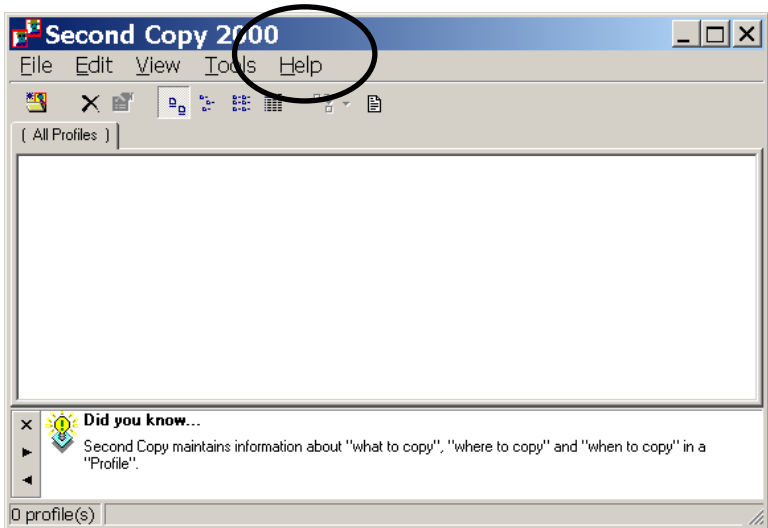 Second Copy 2000
File Edit View Tools Help
( All Profiles )
Did you know...
Second Copy maintains information about "what to copy", "where to copy" and "when to copy" in a
"Profile".
0 profile(s)